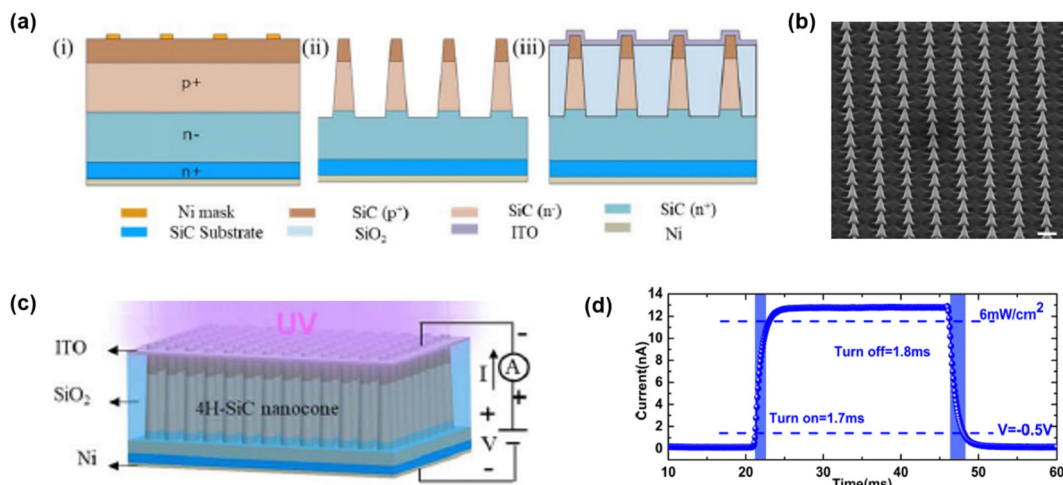 (a)
(i)
(ii)
(iii)
(b)
p+
n-
n+
Ni mask
SiC (p⁺)
SiC (n⁻)
SiC (n⁺)
SiC Substrate
SiO₂
ITO
Ni
(c)
UV
ITO
SiO₂
4H-SiC nanocone
Ni
-
I
A
+
+
V
-
(d)
14
12
10
8
6
4
2
0
Current(nA)
6mW/cm²
Turn off=1.8ms
Turn on=1.7ms
V=-0.5V
10 20 30 40 50 60
Time(ms)